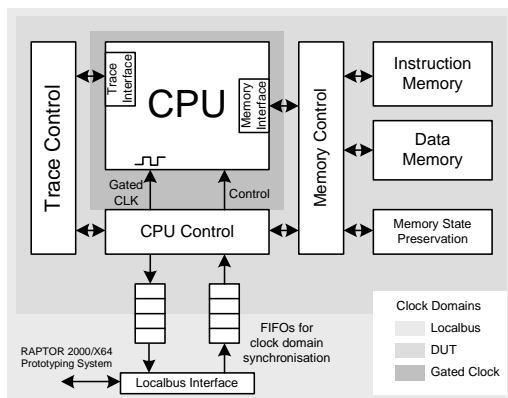 Trace Control
Trace
Interface
CPU
Memory
Interface
Gated
CLK
Control
CPU Control
Memory Control
Instruction
Memory
Data
Memory
Memory State
Preservation
FIFOs for
clock domain
synchronisation
RAPTOR 2000/X64
Prototyping System
Localbus Interface
Clock Domains
Localbus
DUT
Gated Clock